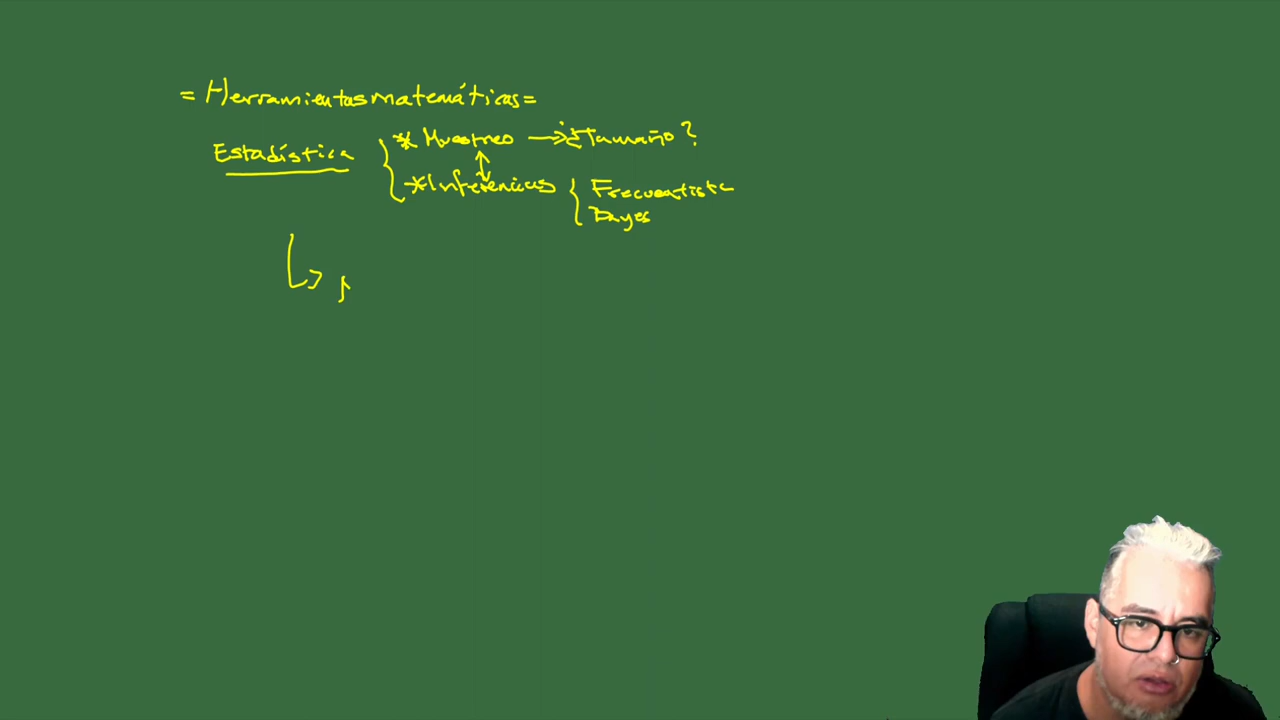 = Herramientas matemáticas =
Estadística { * Muestreo → ¿Tamaño?
* Inferencias { Frecuentista
Bayes